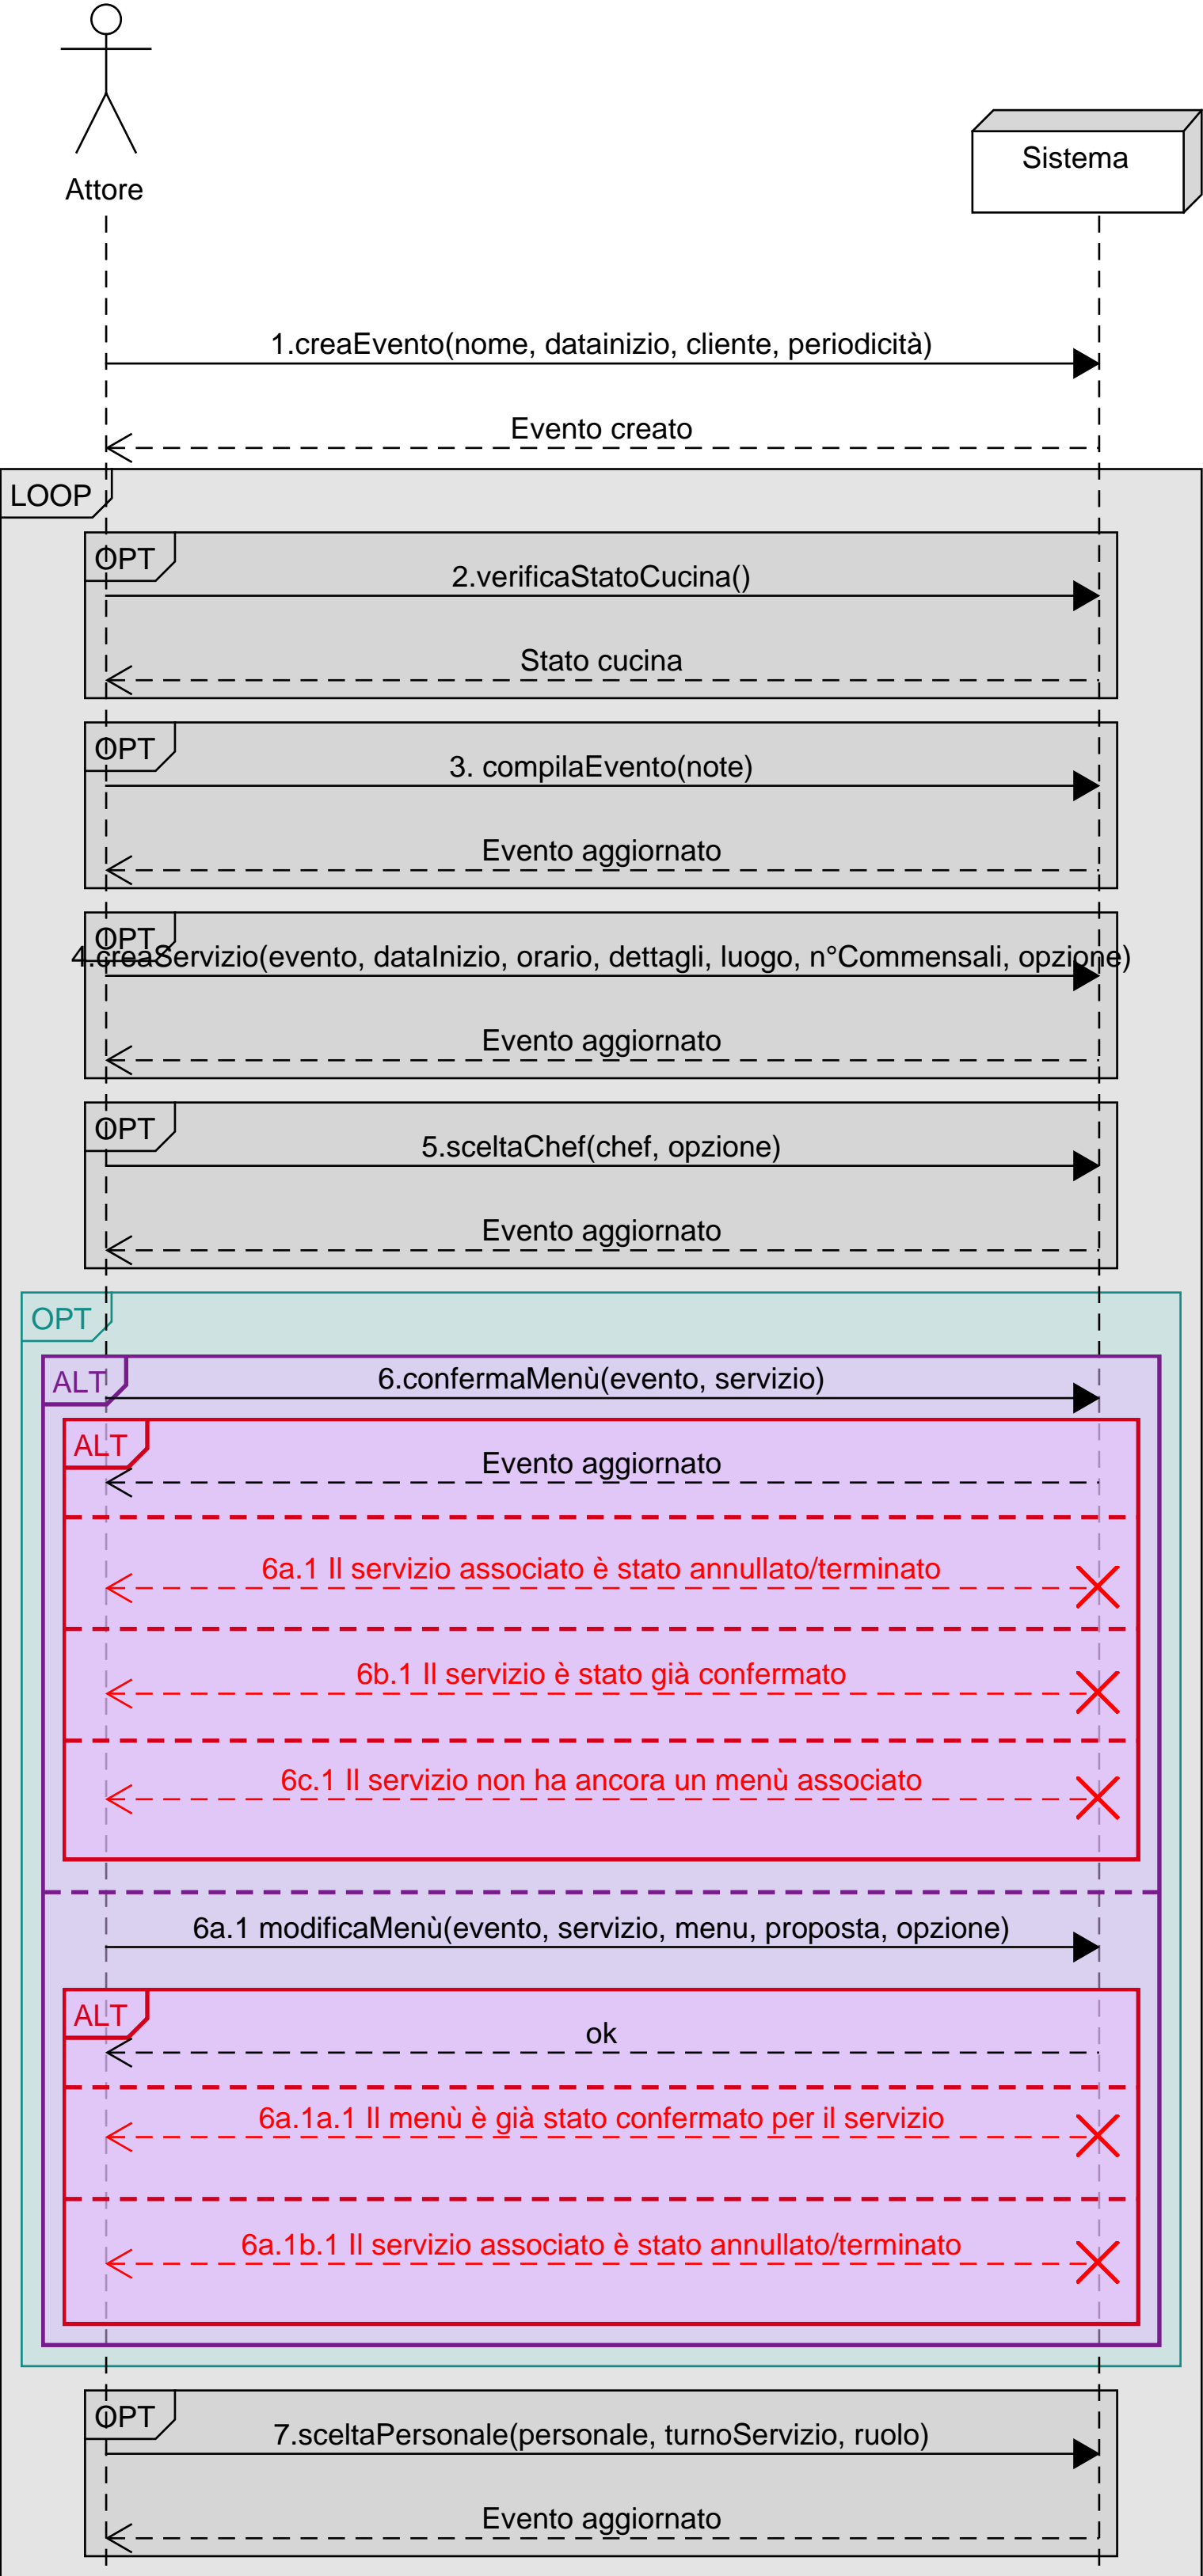 Attore
Sistema
1.creaEvento(nome, datainizio, cliente, periodicità)
Evento creato
LOOP
OPT
2.verificaStatoCucina()
Stato cucina
OPT
3. compilaEvento(note)
Evento aggiornato
OPT
4.creaServizio(evento, dataInizio, orario, dettagli, luogo, n°Commensali, opzione)
Evento aggiornato
OPT
5.sceltaChef(chef, opzione)
Evento aggiornato
OPT
ALT
6.confermaMenù(evento, servizio)
ALT
Evento aggiornato
6a.1 Il servizio associato è stato annullato/terminato
6b.1 Il servizio è stato già confermato
6c.1 Il servizio non ha ancora un menù associato
6a.1 modificaMenù(evento, servizio, menu, proposta, opzione)
ALT
ok
6a.1a.1 Il menù è già stato confermato per il servizio
6a.1b.1 Il servizio associato è stato annullato/terminato
OPT
7.sceltaPersonale(personale, turnoServizio, ruolo)
Evento aggiornato